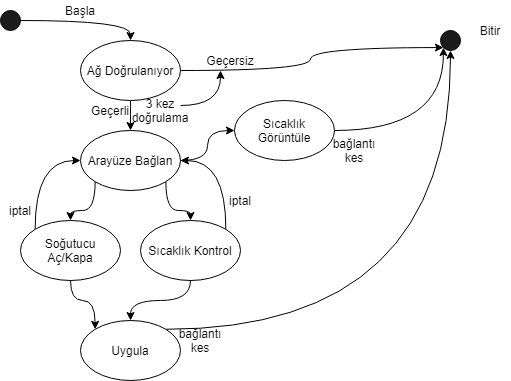 Başla
Bitir
Ağ Doğrulanıyor
Geçersiz
Geçerli
3 kez
doğrulama
Sıcaklık
Görüntüle
Arayüze Bağlan
bağlantı
kes
iptal
iptal
Soğutucu
Aç/Kapa
Sıcaklık Kontrol
bağlantı
kes
Uygula